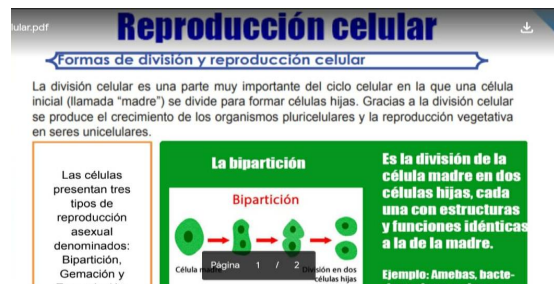 lular.pdf
Reproducción celular
Formas de división y reproducción celular
La división celular es una parte muy importante del ciclo celular en la que una célula
inicial (llamada “madre”) se divide para formar células hijas. Gracias a la división celular
se produce el crecimiento de los organismos pluricelulares y la reproducción vegetativa
en seres unicelulares.
Las células
presentan tres
tipos de
reproducción
asexual
denominados:
Bipartición,
Gemación y
La bipartición
Bipartición
Célula madre
División en dos
células hijas
Página 1 / 2
Es la división de la
célula madre en dos
células hijas, cada
una con estructuras
y funciones idénticas
a la de la madre.
Ejemplo: Amebas, bacte-